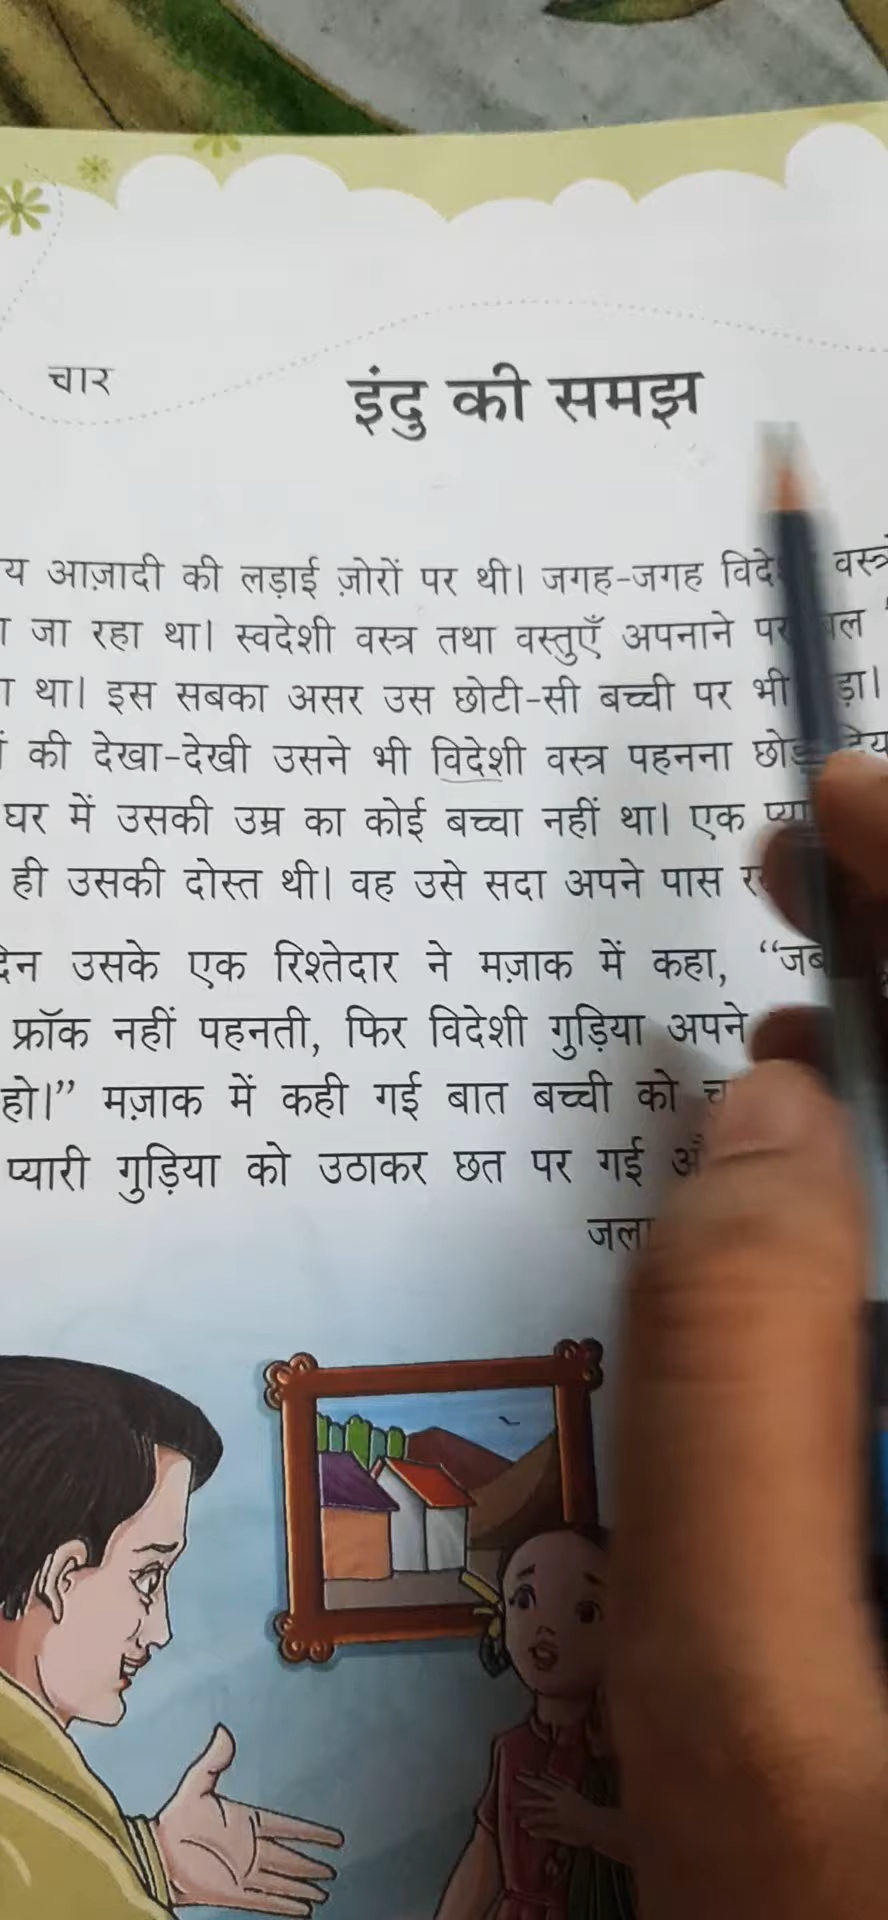 चार
इंदु की समझ
आज़ादी की लड़ाई ज़ोरों पर थी। जगह-जगह
जा रहा था। स्वदेशी वस्त्र तथा वस्तुएँ अपनाने पर
था। इस सबका असर उस छोटी-सी बच्ची पर भी
की देखा-देखी उसने भी विदेशी वस्त्र पहनना
घर में उसकी उम्र का कोई बच्चा नहीं था। एक
ही उसकी दोस्त थी। वह उसे सदा अपने पास
उसके एक रिश्तेदार ने मज़ाक में कहा, “जब
फ्रॉक नहीं पहनती, फिर विदेशी गुड़िया अपने
हो।” मज़ाक में कही गई बात बच्ची को
प्यारी गुड़िया को उठाकर छत पर गई